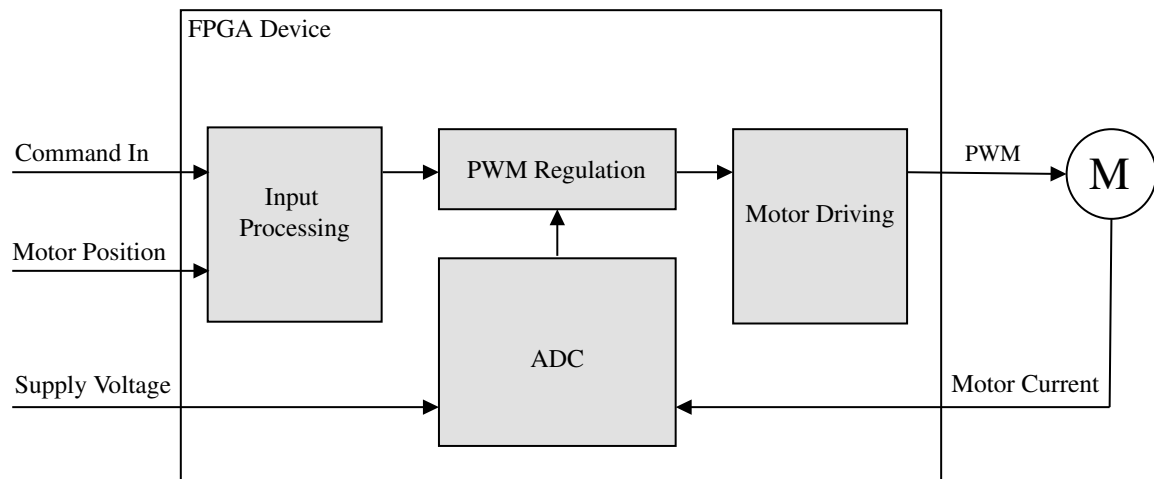 FPGA Device
Command In
Input
Processing
PWM Regulation
Motor Driving
PWM
M
Motor Position
ADC
Supply Voltage
Motor Current